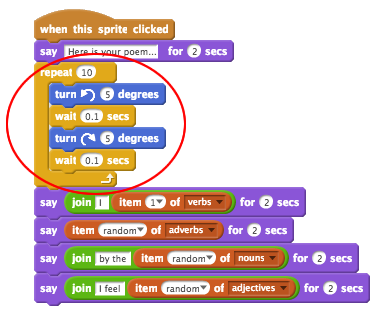 when this sprite clicked
say Here is your poem... for 2 secs
repeat 10
turn 5 degrees
wait 0.1 secs
turn 5 degrees
wait 0.1 secs
say join I item 1 of verbs for 2 secs
say item random of adverbs for 2 secs
say join by the item random of nouns for 2 secs
say join I feel item random of adjectives for 2 secs